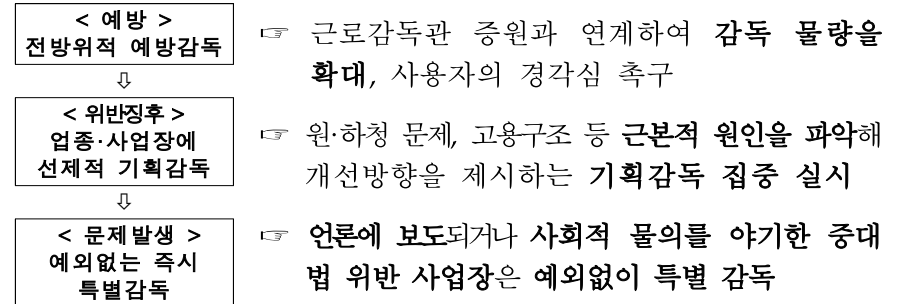 < 예방 >
전방위적 예방감독
☞ 근로감독관 증원과 연계하여 감독 물량을
확대, 사용자의 경각심 촉구
⇩
< 위반징후 >
업종·사업장에
선제적 기획감독
☞ 원·하청 문제, 고용구조 등 근본적 원인을 파악해
개선방향을 제시하는 기획감독 집중 실시
⇩
< 문제발생 >
예외없는 즉시
특별감독
☞ 언론에 보도되거나 사회적 물의를 야기한 중대
법 위반 사업장은 예외없이 특별 감독